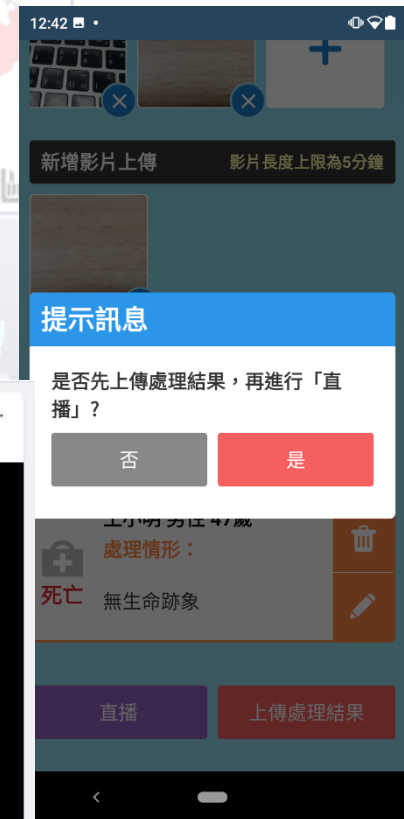 12:42
新增影片上傳 影片長度上限為5分鐘
提示訊息
是否先上傳處理結果，再進行「直
播」？
否 是
王小明 男性 47歲
處理情形：
死亡 無生命跡象
直播 上傳處理結果